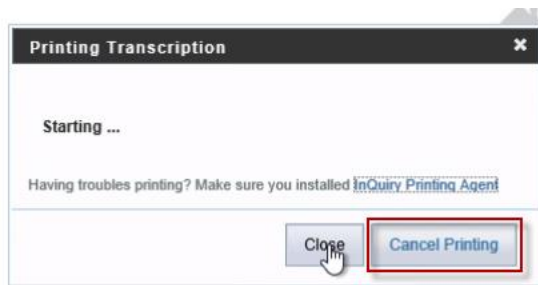 Printing Transcription
Starting ...
Having troubles printing? Make sure you installed InQuiry Printing Agent
Close Cancel Printing